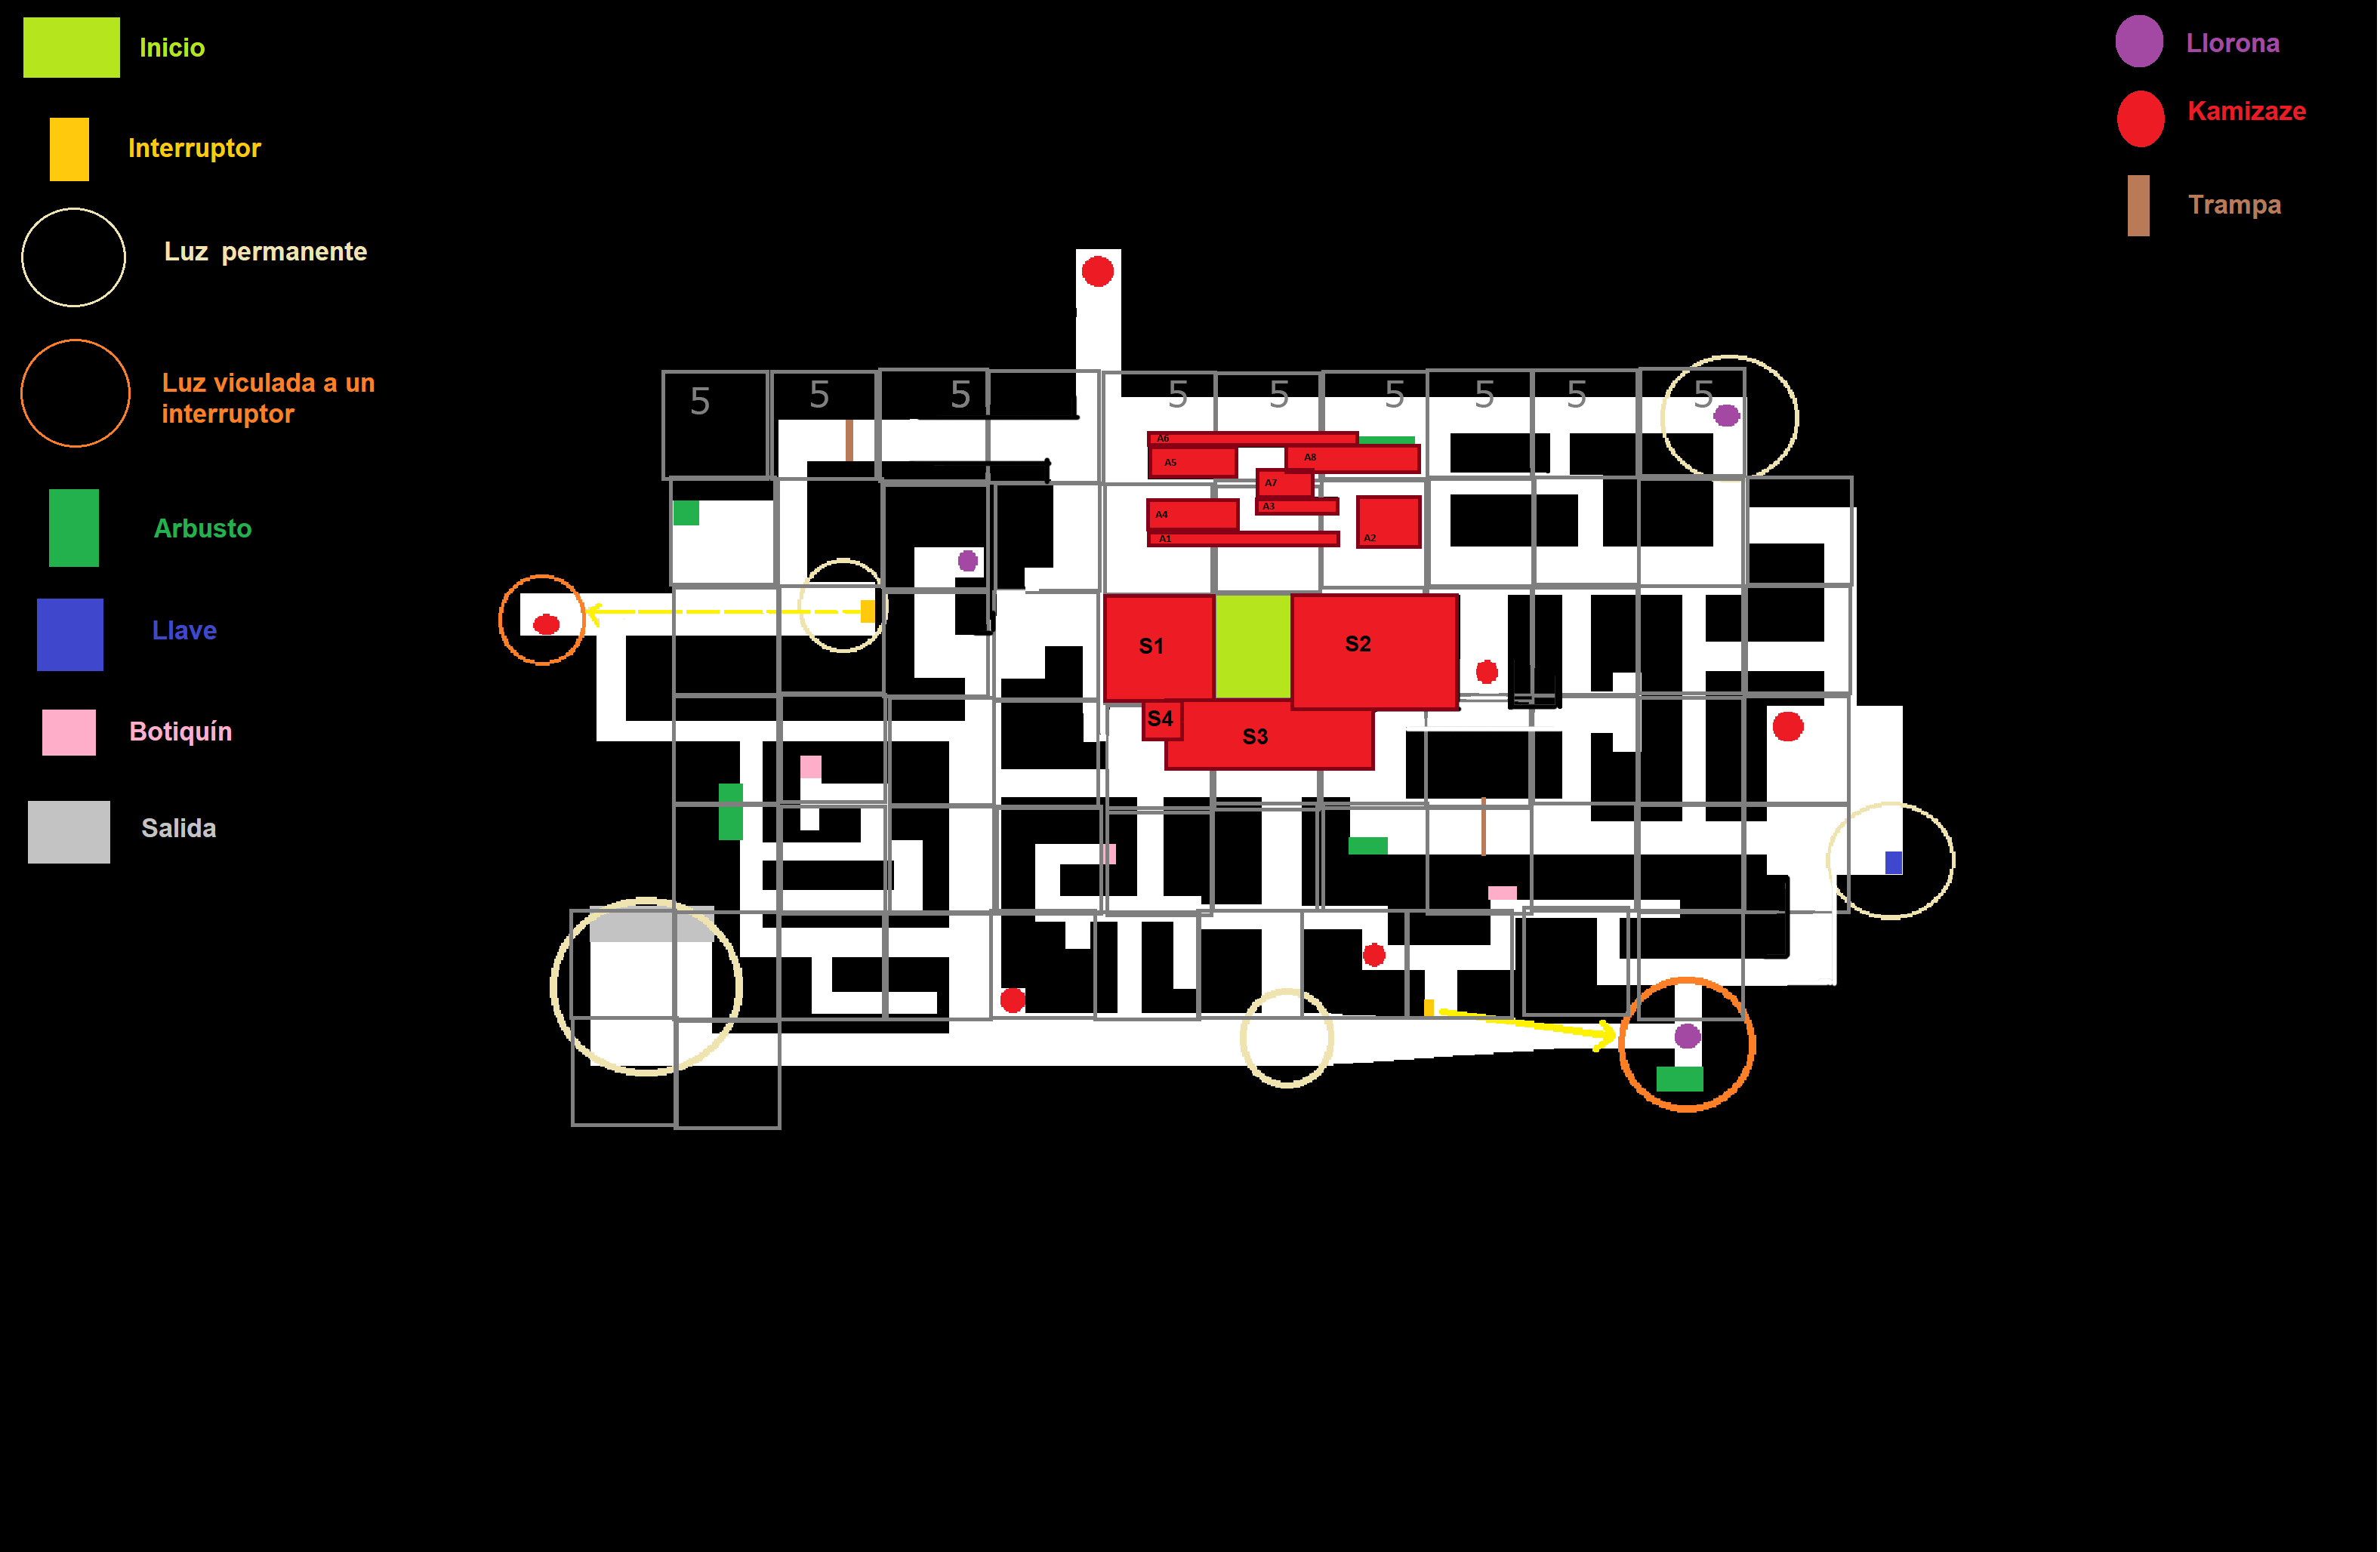 Inicio
Interruptor
Luz permanente
Luz viculada a un
interruptor
Arbusto
Llave
Botiquín
Salida
Llorona
Kamizaze
Trampa
5 5 5 5 5 5 5 5 5
A6
A5 A8
A7
A4 A3
A1 A2
S1 S2
S4 S3